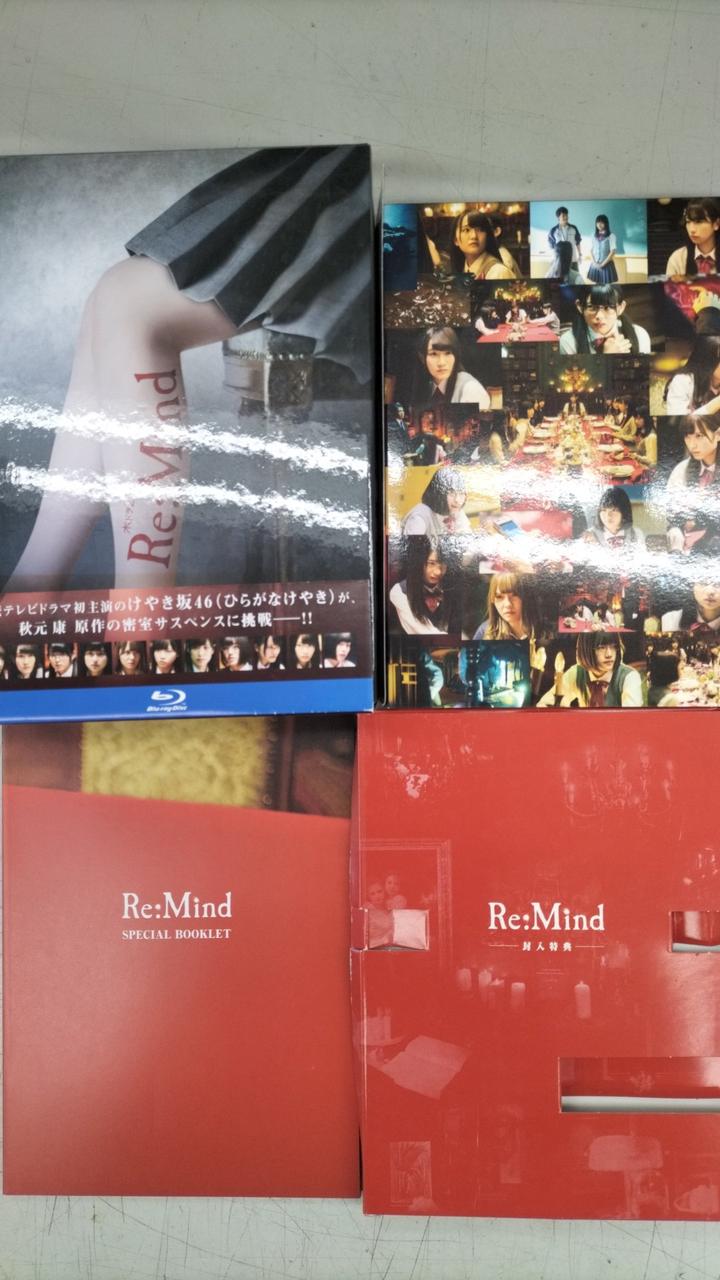 Re:Mind
テレビドラマ初主演のけやき坂46(ひらがなけやき)が、
秋元 康 原作の密室サスペンスに挑戦――!!
Blu-ray Disc
Re:Mind
SPECIAL BOOKLET
Re:Mind
封入特典